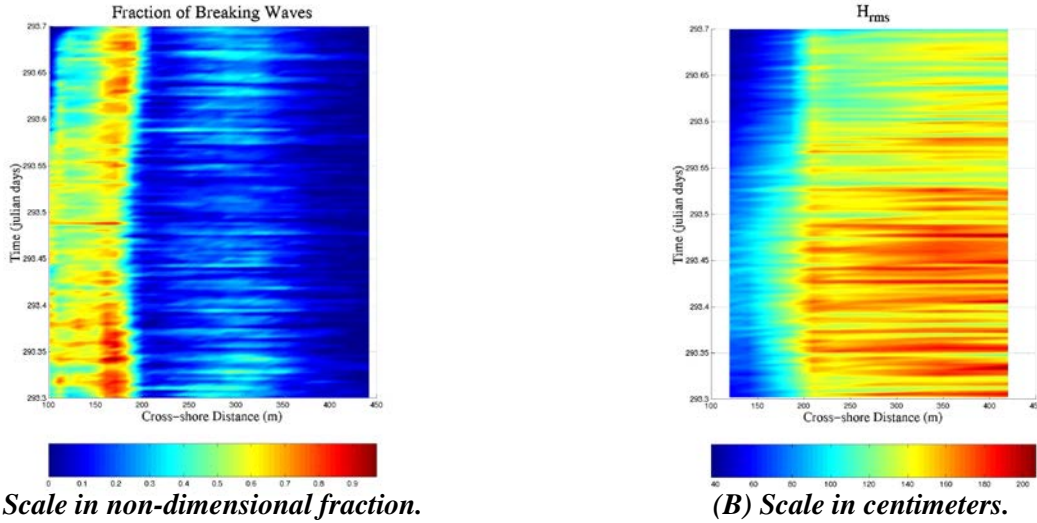 Fraction of Breaking Waves
293.7
293.65
293.6
293.55
293.5
293.45
293.4
293.35
293.3
Time (julian days)
100 150 200 250 300 350 400 450
Cross-shore Distance (m)
0 0.1 0.2 0.3 0.4 0.5 0.6 0.7 0.8 0.9
Scale in non-dimensional fraction.
Hrms
293.7
293.65
293.6
293.55
293.5
293.45
293.4
293.35
293.3
Time (julian days)
100 150 200 250 300 350 400 450
Cross-shore Distance (m)
40 60 80 100 120 140 160 180 200
(B) Scale in centimeters.